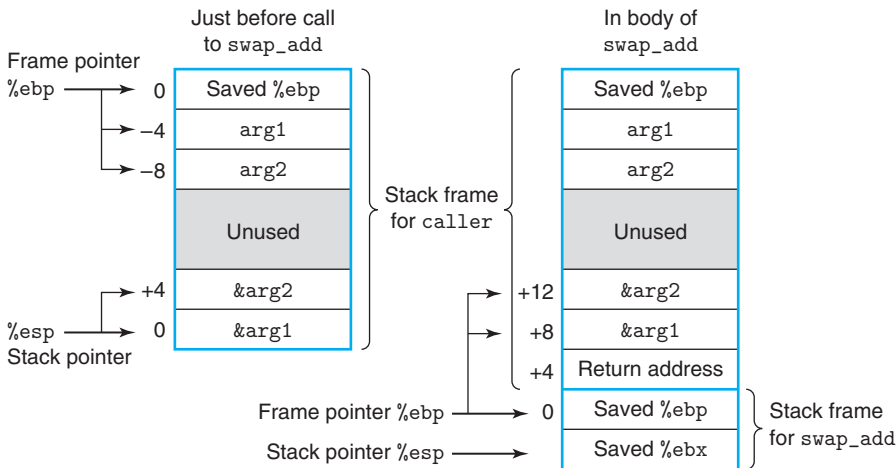 Just before call
to swap_add
In body of
swap_add
Frame pointer
%ebp
0
Saved %ebp
Saved %ebp
−4
arg1
arg1
−8
arg2
arg2
Stack frame
for caller
Unused
Unused
+4
&arg2
+12
&arg2
%esp
0
&arg1
+8
&arg1
Stack pointer
+4
Return address
Frame pointer %ebp
0
Saved %ebp
Stack frame
for swap_add
Stack pointer %esp
Saved %ebx